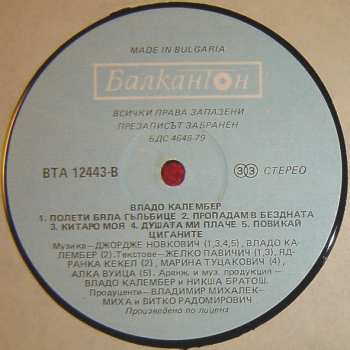 MADE IN BULGARIA
Балкантон
ВСИЧКИ ПРАВА ЗАПАЗЕНИ
ПРЕЗАПИСЪТ ЗАБРАНЕН
БДС 4648-79
ВТА 12443-В
33 СТЕРЕО
ВЛАДО КАЛЕМБЕР
1. ПОЛЕТИ БЯЛА ГЪЛЪБИЦЕ 2. ПРОПАДАМ В БЕЗДНАТА
3. КИТАРО МОЯ 4. ДУШАТА МИ ПЛАЧЕ 5. ПОВИКАЙ
ЦИГАНИТЕ
Музика – ДЖОРДЖЕ НОВКОВИЧ (1,3,4,5), ВЛАДО КА-
ЛЕМБЕР (2). Текстове – ЖЕЛКО ПАВИЧИЧ (1,3), ЯД-
РАНКА КЕКЕЛ (2), МАРИНА ТУЦАКОВИЧ (4),
АЛКА ВУИЦА (5). Аранж. и муз. продукция –
ВЛАДО КАЛЕМБЕР и НИКША БРАТОШ.
Продуценти – ВЛАДИМИР МИХАЛЕК-
МИХА и ВИТКО РАДОМИРОВИЧ
Произведено по лиценз